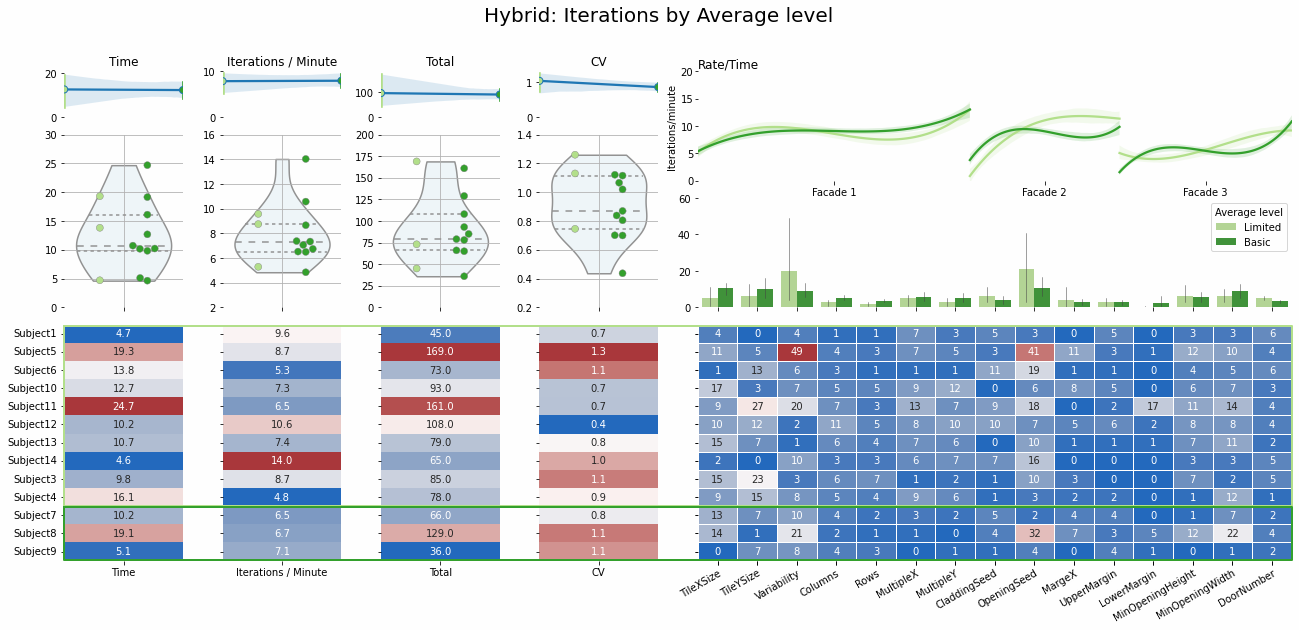 Hybrid: Iterations by Average level
Time
Iterations / Minute
Total
CV
Rate/Time
20
0
10
0
100
0
1
0
20
15
10
5
0
Iterations/minute
Facade 1
Facade 2
Facade 3
30
25
20
15
10
5
0
16
14
12
10
8
6
4
2
200
175
150
125
100
75
50
25
0
1.4
1.2
1.0
0.8
0.6
0.4
0.2
60
40
20
0
Average level
Limited
Basic
Subject1 4.7 9.6 45.0 0.7 4 0 4 1 1 7 3 5 3 0 5 0 3 3 6
Subject5 19.3 8.7 169.0 1.3 11 5 49 4 3 7 5 3 41 11 3 1 12 10 4
Subject6 13.8 5.3 73.0 1.1 1 13 6 3 1 1 1 11 19 1 1 0 4 5 6
Subject10 12.7 7.3 93.0 0.7 17 3 7 5 5 9 12 0 6 8 5 0 6 7 3
Subject11 24.7 6.5 161.0 0.7 9 27 20 7 3 13 7 9 18 0 2 17 11 14 4
Subject12 10.2 10.6 108.0 0.4 10 12 2 11 5 8 10 10 7 5 6 2 8 8 4
Subject13 10.7 7.4 79.0 0.8 15 7 1 6 4 7 6 0 10 1 1 1 7 11 2
Subject14 4.6 14.0 65.0 1.0 2 0 10 3 3 6 7 7 16 0 0 0 3 3 5
Subject3 9.8 8.7 85.0 1.1 15 23 3 6 7 1 2 1 10 3 0 0 7 2 5
Subject4 16.1 4.8 78.0 0.9 9 15 8 5 4 9 6 1 3 2 2 0 1 12 1
Subject7 10.2 6.5 66.0 0.8 13 7 10 4 2 3 2 5 2 4 4 0 1 7 2
Subject8 19.1 6.7 129.0 1.1 14 1 21 2 1 1 0 4 32 7 3 5 12 22 4
Subject9 5.1 7.1 36.0 1.1 0 7 8 4 3 0 1 1 4 0 4 1 0 1 2
Time
Iterations / Minute
Total
CV
TileXSize
TileYSize
Variability
Columns
Rows
MultipleX
MultipleY
CladdingSeed
OpeningSeed
MargeX
UpperMargin
LowerMargin
MinOpeningHeight
MinOpeningWidth
DoorNumber